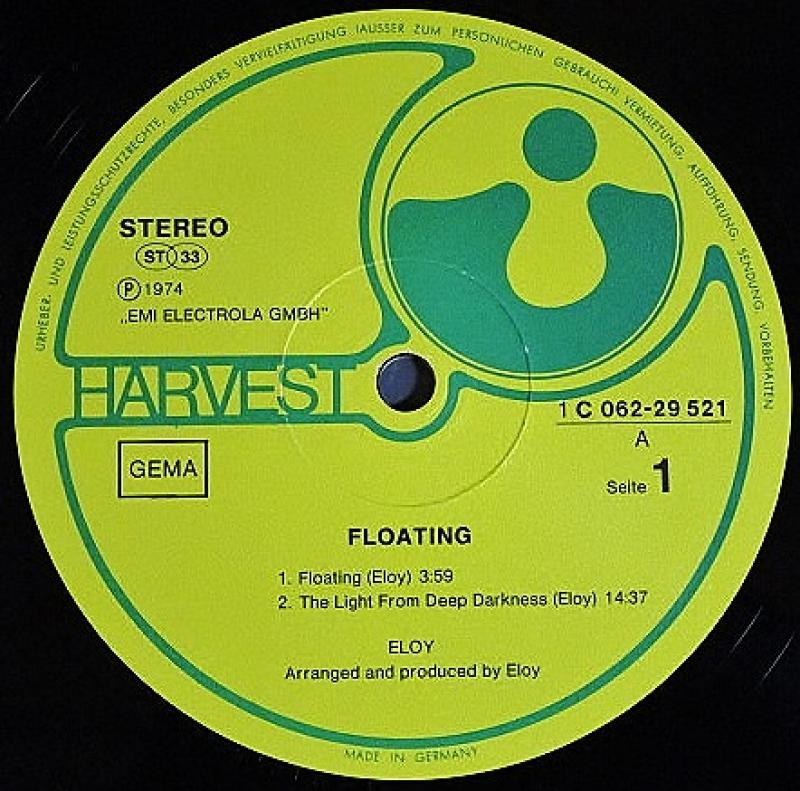 URHEBER- UND LEISTUNGSSCHUTZRECHTE, BESONDERS VERVIELFÄLTIGUNG (AUSSER ZUM PERSÖNLICHEN GEBRAUCH) VERMIETUNG, AUFFÜHRUNG, SENDUNG, VORBEHALTEN
STEREO
ST 33
Ⓟ 1974
„EMI ELECTROLA GMBH"
HARVEST
1 C 062-29 521
A
Seite 1
GEMA
FLOATING
1. Floating (Eloy) 3:59
2. The Light From Deep Darkness (Eloy) 14:37
ELOY
Arranged and produced by Eloy
MADE IN GERMANY